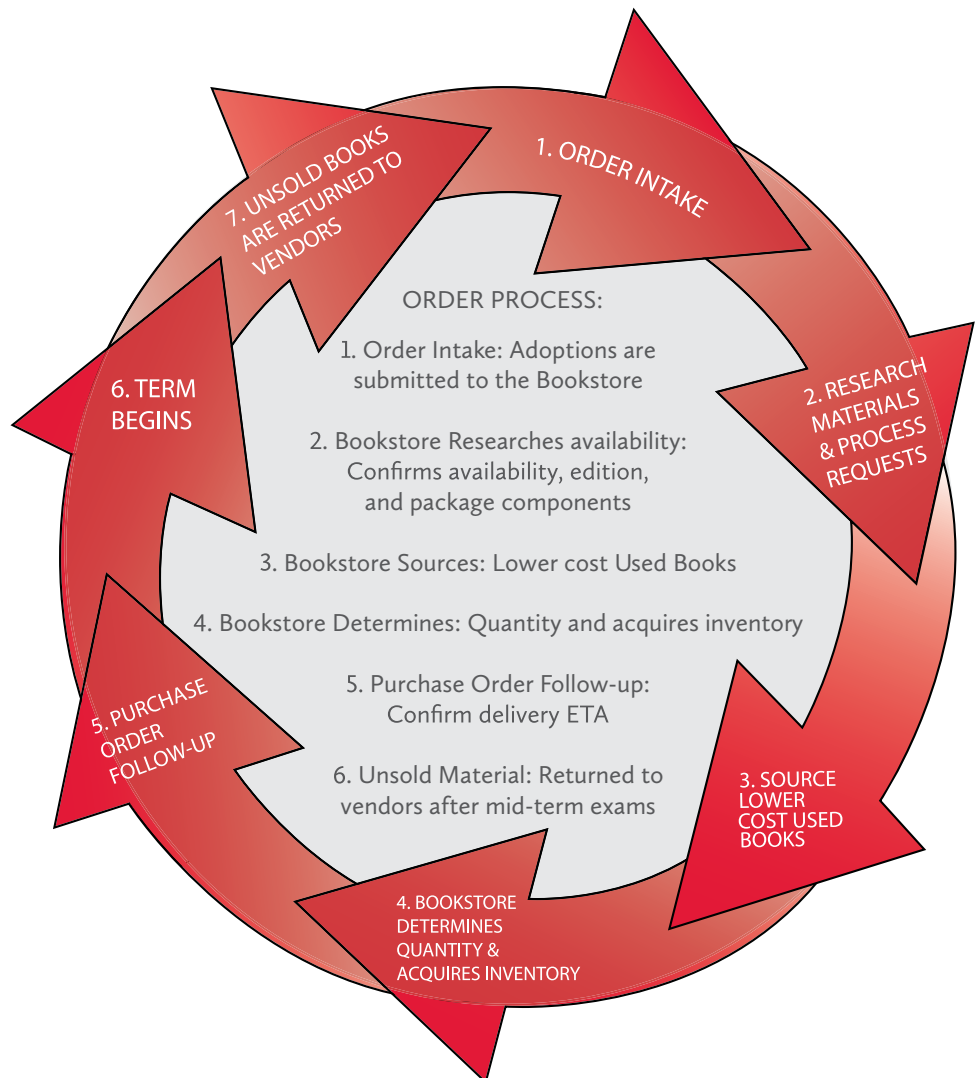 1. ORDER INTAKE
2. RESEARCH
MATERIALS
& PROCESS
REQUESTS
3. SOURCE
LOWER
COST USED
BOOKS
4. BOOKSTORE
DETERMINES
QUANTITY &
ACQUIRES INVENTORY
5. PURCHASE
ORDER
FOLLOW-UP
6. TERM
BEGINS
7. UNSOLD BOOKS
ARE RETURNED TO
VENDORS
ORDER PROCESS:
1. Order Intake: Adoptions are
submitted to the Bookstore
2. Bookstore Researches availability:
Confirms availability, edition,
and package components
3. Bookstore Sources: Lower cost Used Books
4. Bookstore Determines: Quantity and acquires inventory
5. Purchase Order Follow-up:
Confirm delivery ETA
6. Unsold Material: Returned to
vendors after mid-term exams